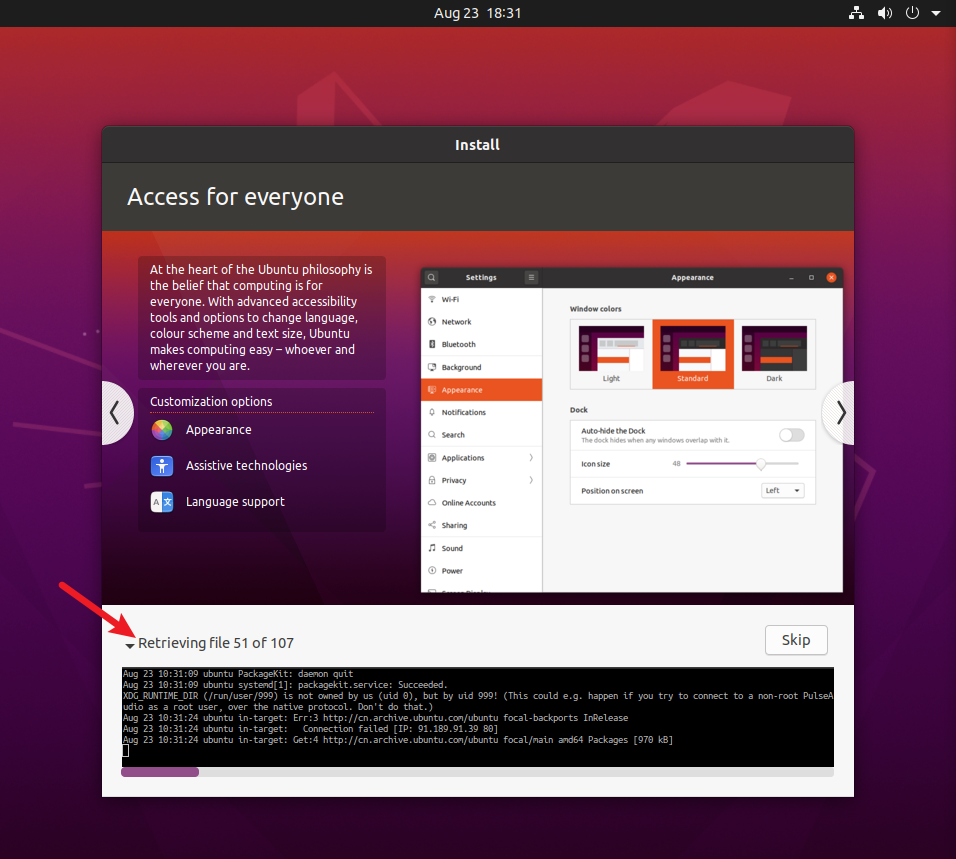 Aug 23 18:31
Install
Access for everyone
At the heart of the Ubuntu philosophy is
the belief that computing is for
everyone. With advanced accessibility
tools and options to change language,
colour scheme and text size, Ubuntu
makes computing easy – whoever and
wherever you are.
Customization options
Appearance
Assistive technologies
Language support
Settings
Appearance
Wi-Fi
Network
Bluetooth
Background
Appearance
Notifications
Search
Applications
Privacy
Online Accounts
Sharing
Sound
Power
Window colors
Light
Standard
Dark
Dock
Auto-hide the Dock
The dock hides when any windows overlap with it.
Icon size
48
Position on screen
Left
Retrieving file 51 of 107
Skip
Aug 23 10:31:09 ubuntu PackageKit: daemon quit
Aug 23 10:31:09 ubuntu systemd[1]: packagekit.service: Succeeded.
XDG_RUNTIME_DIR (/run/user/999) is not owned by us (uid 0), but by uid 999! (This could e.g. happen if you try to connect to a non-root PulseA
udio as a root user, over the native protocol. Don't do that.)
Aug 23 10:31:24 ubuntu in-target: Err:3 http://cn.archive.ubuntu.com/ubuntu focal-backports InRelease
Aug 23 10:31:24 ubuntu in-target:   Connection failed [IP: 91.189.91.39 80]
Aug 23 10:31:24 ubuntu in-target: Get:4 http://cn.archive.ubuntu.com/ubuntu focal/main amd64 Packages [970 kB]